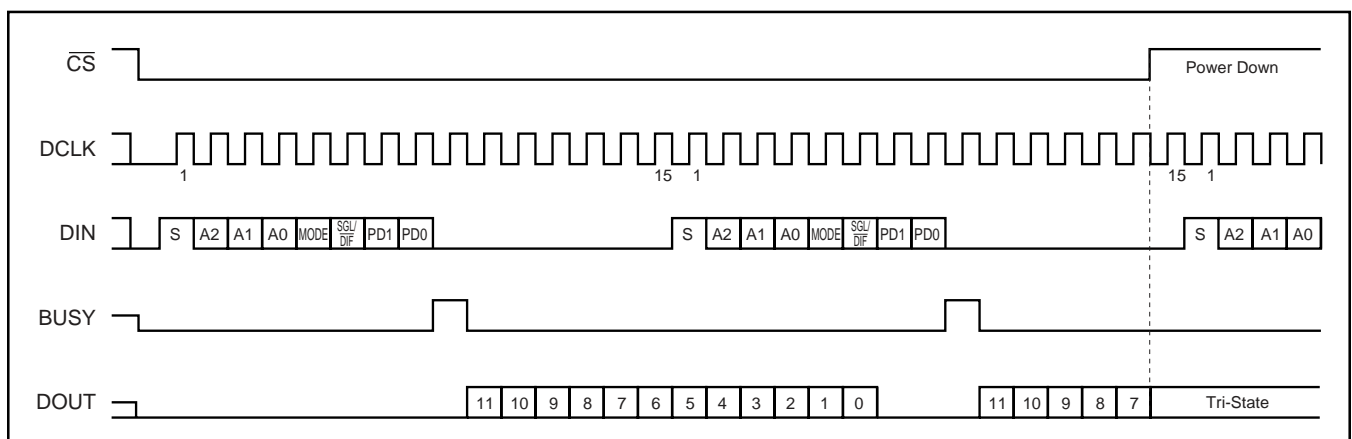 CS
Power Down
DCLK
1 15 1 15 1
DIN
S A2 A1 A0 MODE SGL/DIF PD1 PD0 S A2 A1 A0 MODE SGL/DIF PD1 PD0 S A2 A1 A0
BUSY
DOUT
11 10 9 8 7 6 5 4 3 2 1 0 11 10 9 8 7 Tri-State